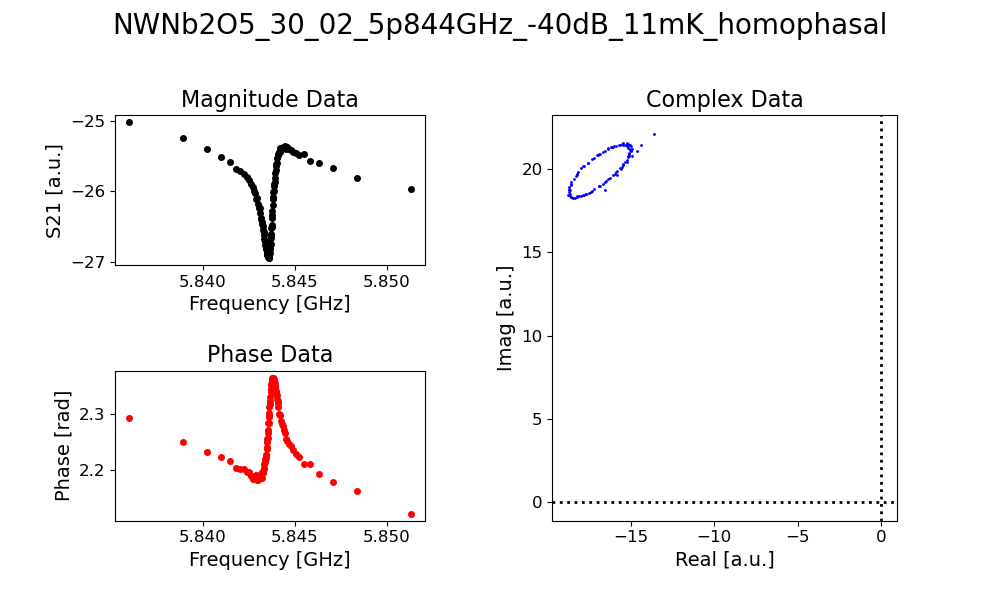 NWNb2O5_30_02_5p844GHz_-40dB_11mK_homophasal
Magnitude Data
−25
−26
−27
S21 [a.u.]
5.840
5.845
5.850
Frequency [GHz]
Phase Data
2.3
2.2
Phase [rad]
5.840
5.845
5.850
Frequency [GHz]
Complex Data
20
15
10
5
0
Imag [a.u.]
−15
−10
−5
0
Real [a.u.]